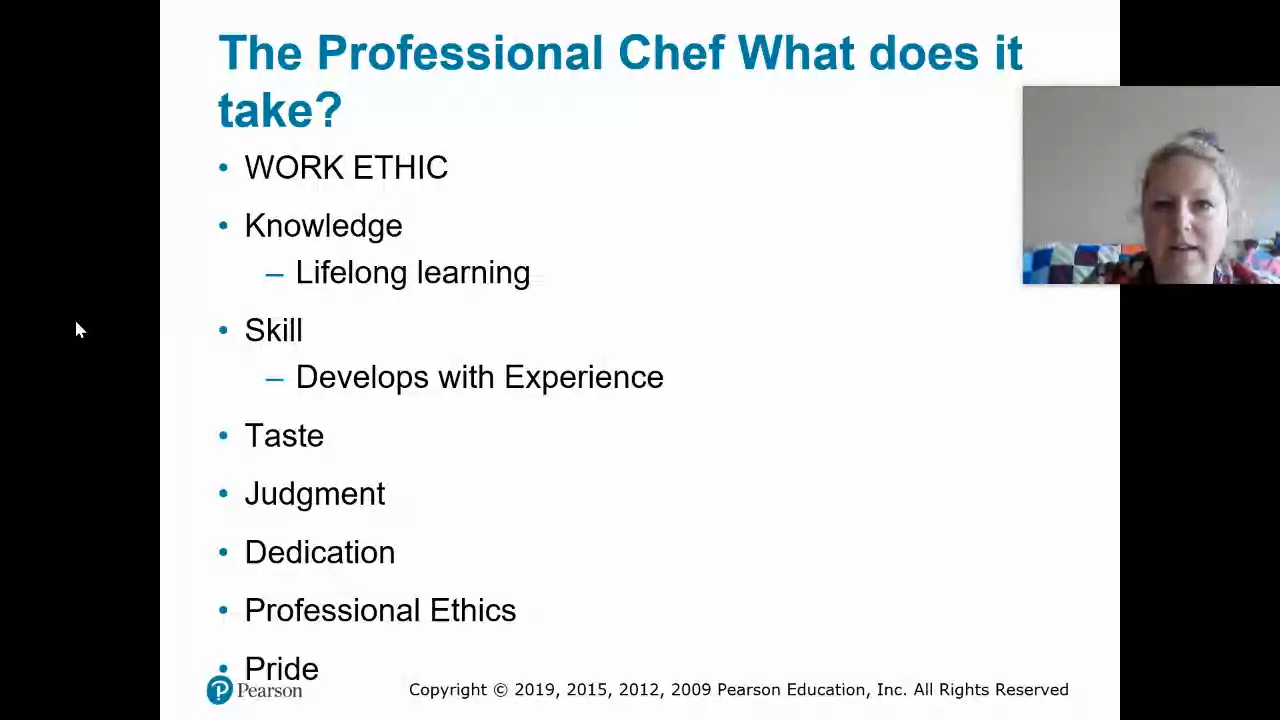 The Professional Chef What does it
take?
• WORK ETHIC
• Knowledge
– Lifelong learning
• Skill
– Develops with Experience
• Taste
• Judgment
• Dedication
• Professional Ethics
• Pride
Pearson
Copyright © 2019, 2015, 2012, 2009 Pearson Education, Inc. All Rights Reserved